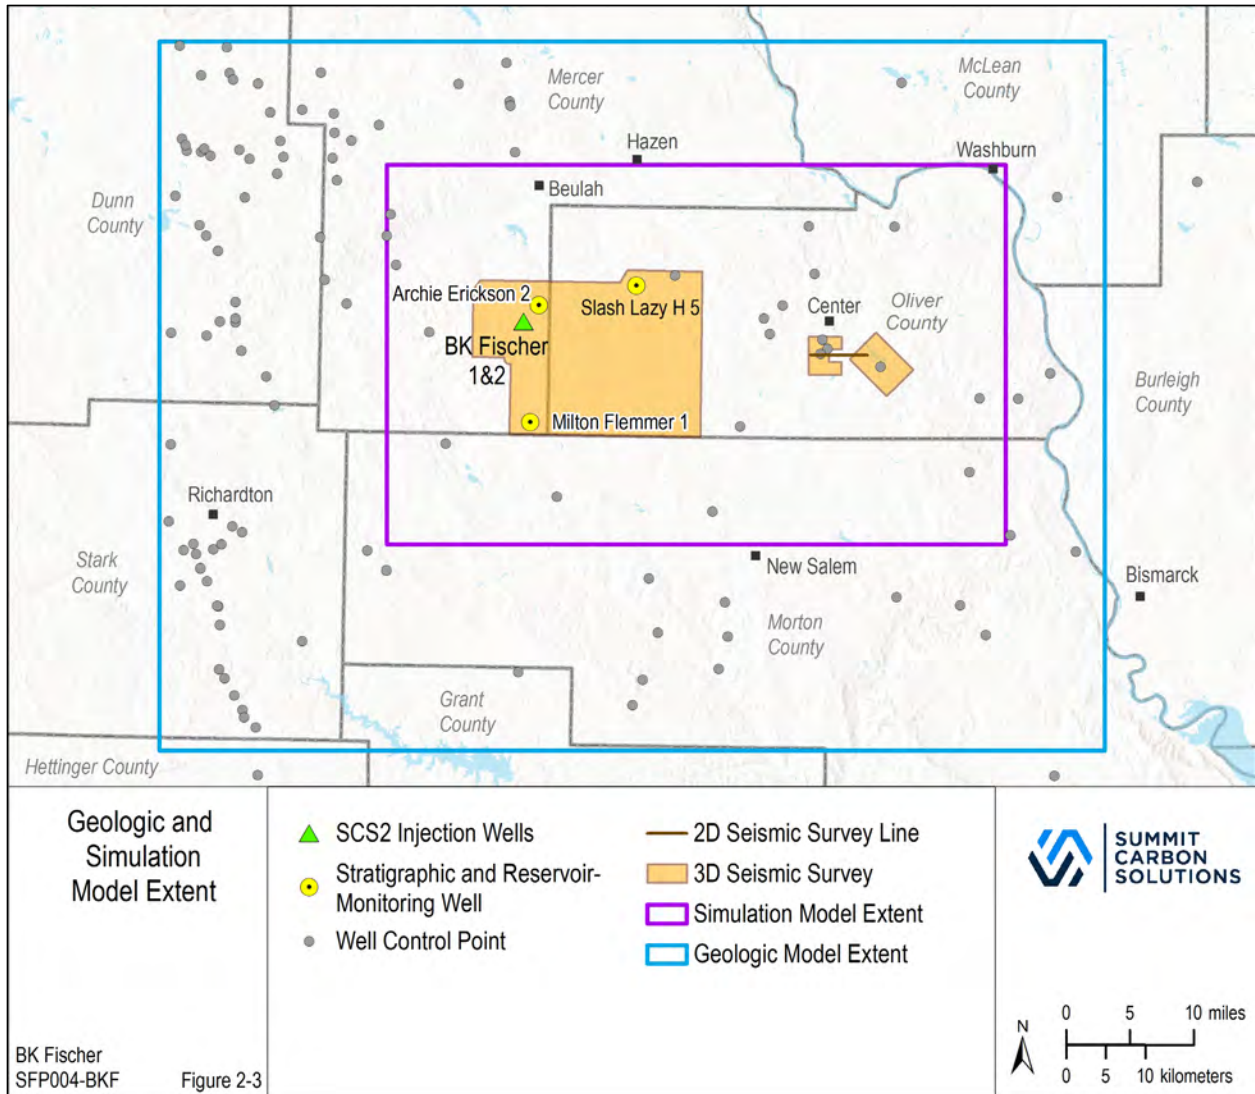 Mercer
County
McLean
County
Hazen
Washburn
Beulah
Dunn
County
Archie Erickson 2
Slash Lazy H 5
Oliver
County
Center
BK Fischer
1&2
Burleigh
County
Milton Flemmer 1
Richardton
Stark
County
New Salem
Bismarck
Morton
County
Grant
County
Hettinger County
Geologic and
Simulation
Model Extent
BK Fischer
SFP004-BKF
Figure 2-3
SCS2 Injection Wells
Stratigraphic and Reservoir-
Monitoring Well
Well Control Point
2D Seismic Survey Line
3D Seismic Survey
Simulation Model Extent
Geologic Model Extent
SUMMIT
CARBON
SOLUTIONS
N
0 5 10 miles
0 5 10 kilometers